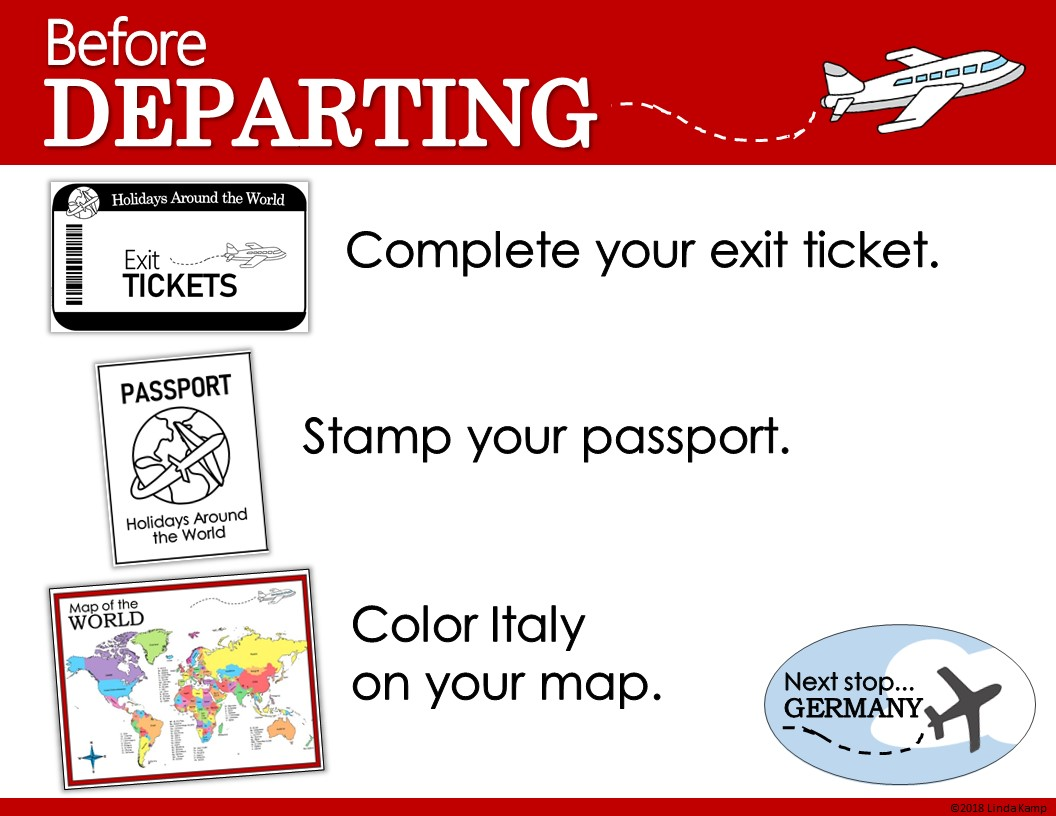 Before
DEPARTING
Holidays Around the World
Exit
TICKETS
Complete your exit ticket.
PASSPORT
Holidays Around
the World
Stamp your passport.
Map of the
WORLD
Color Italy
on your map.
Next stop...
GERMANY
©2018 Linda Kamp